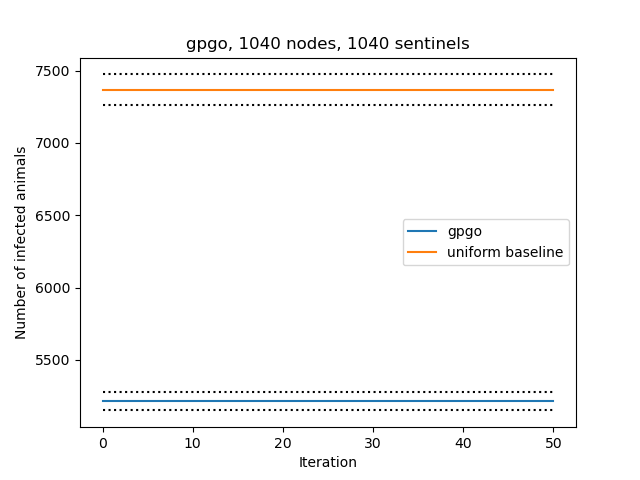 gpgo, 1040 nodes, 1040 sentinels
Number of infected animals
7500
7000
6500
6000
5500
gpgo
uniform baseline
0 10 20 30 40 50
Iteration